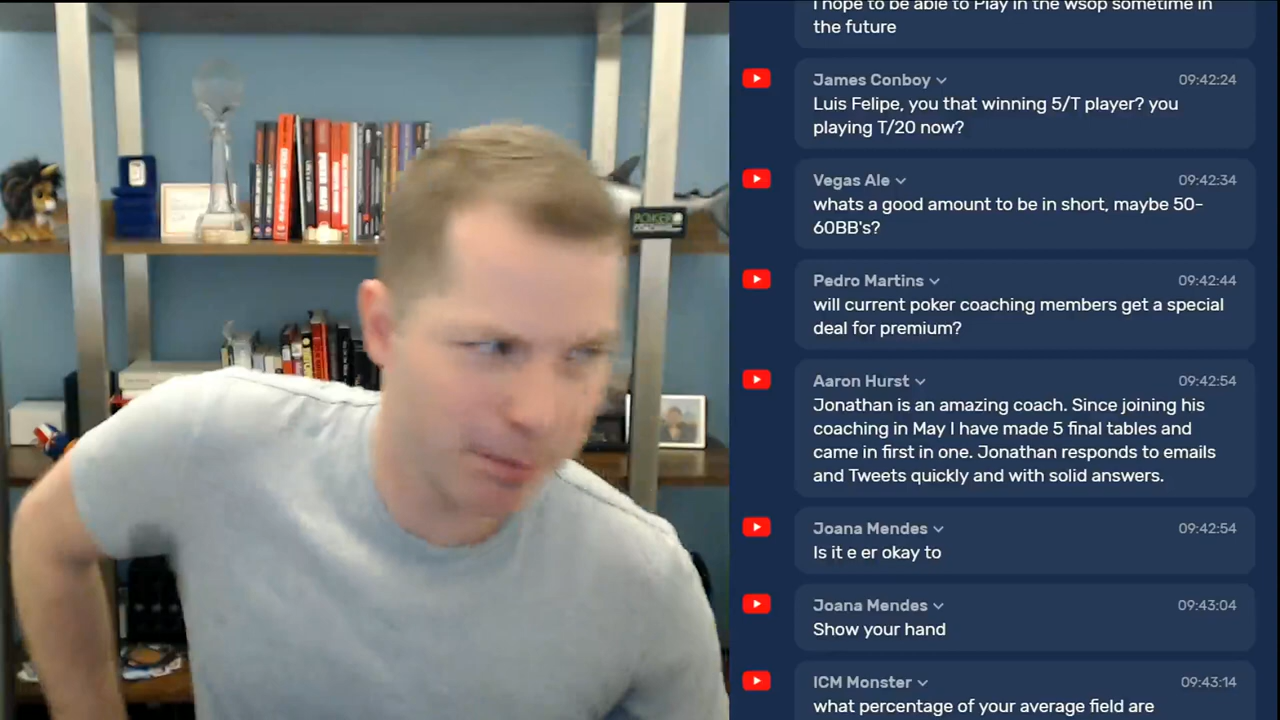 I hope to be able to Play in the wsop sometime in
the future
James Conboy
09:42:24
Luis Felipe, you that winning 5/T player? you
playing T/20 now?
Vegas Ale
09:42:34
whats a good amount to be in short, maybe 50-
60BB's?
Pedro Martins
09:42:44
will current poker coaching members get a special
deal for premium?
Aaron Hurst
09:42:54
Jonathan is an amazing coach. Since joining his
coaching in May I have made 5 final tables and
came in first in one. Jonathan responds to emails
and Tweets quickly and with solid answers.
Joana Mendes
09:42:54
Is it e er okay to
Joana Mendes
09:43:04
Show your hand
ICM Monster
09:43:14
what percentage of your average field are
POKER